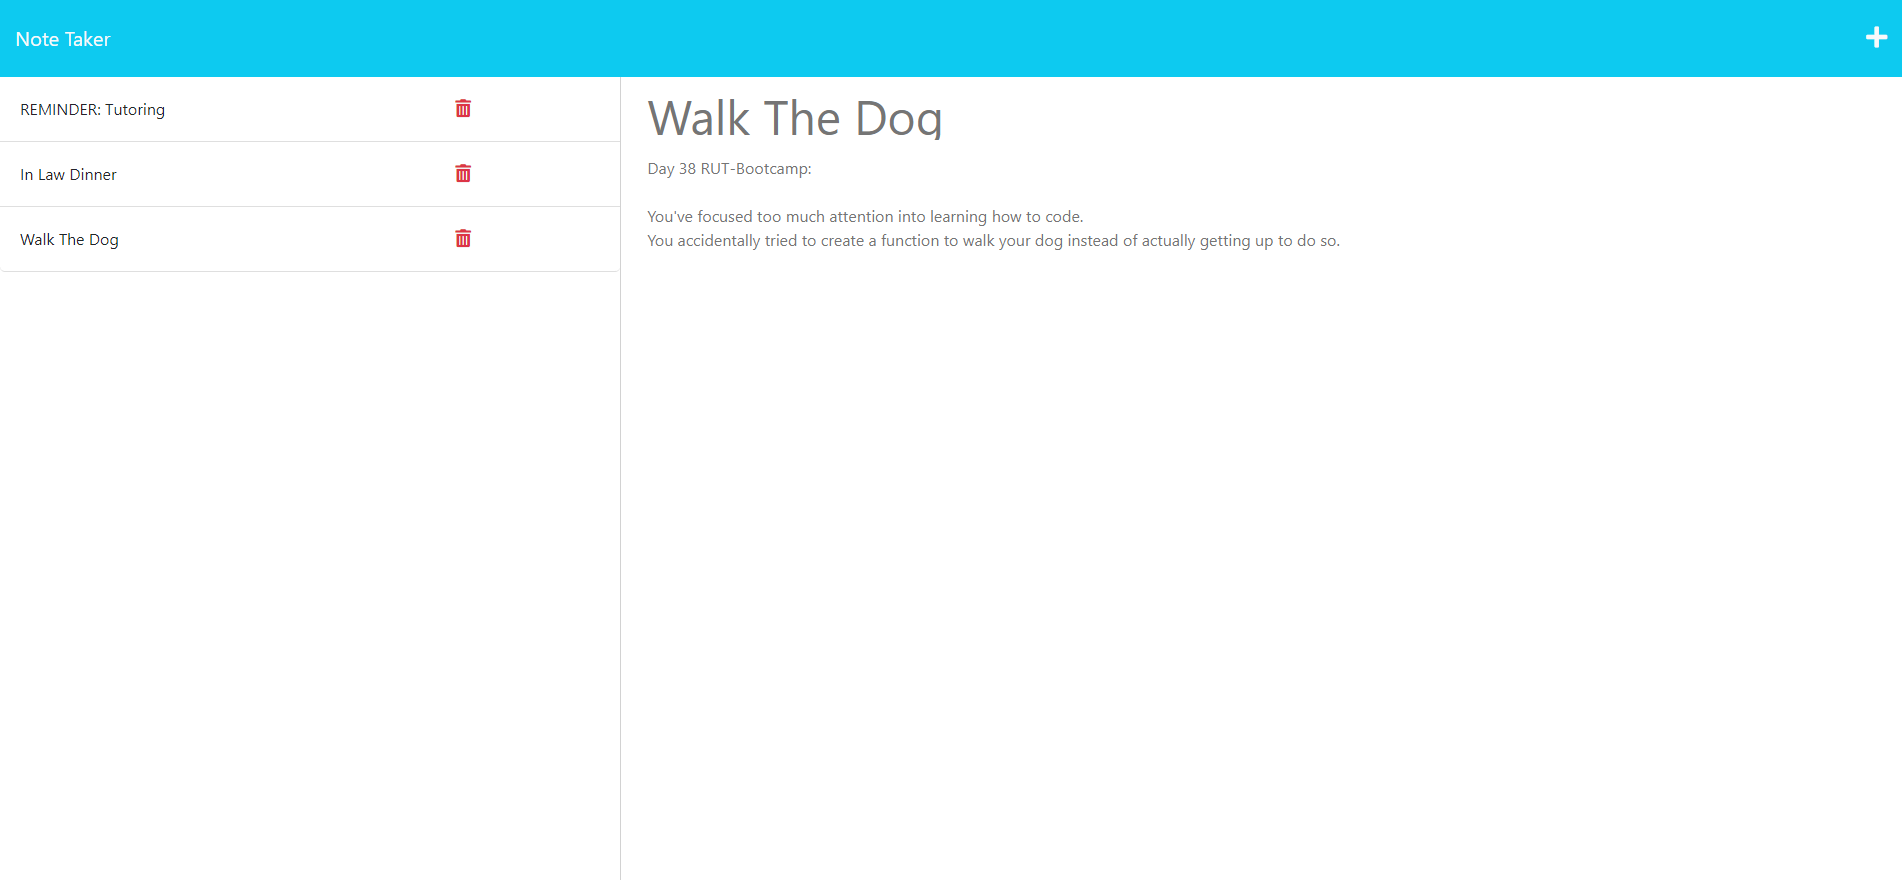 Note Taker
REMINDER: Tutoring
In Law Dinner
Walk The Dog
Walk The Dog
Day 38 RUT-Bootcamp:
You've focused too much attention into learning how to code.
You accidentally tried to create a function to walk your dog instead of actually getting up to do so.